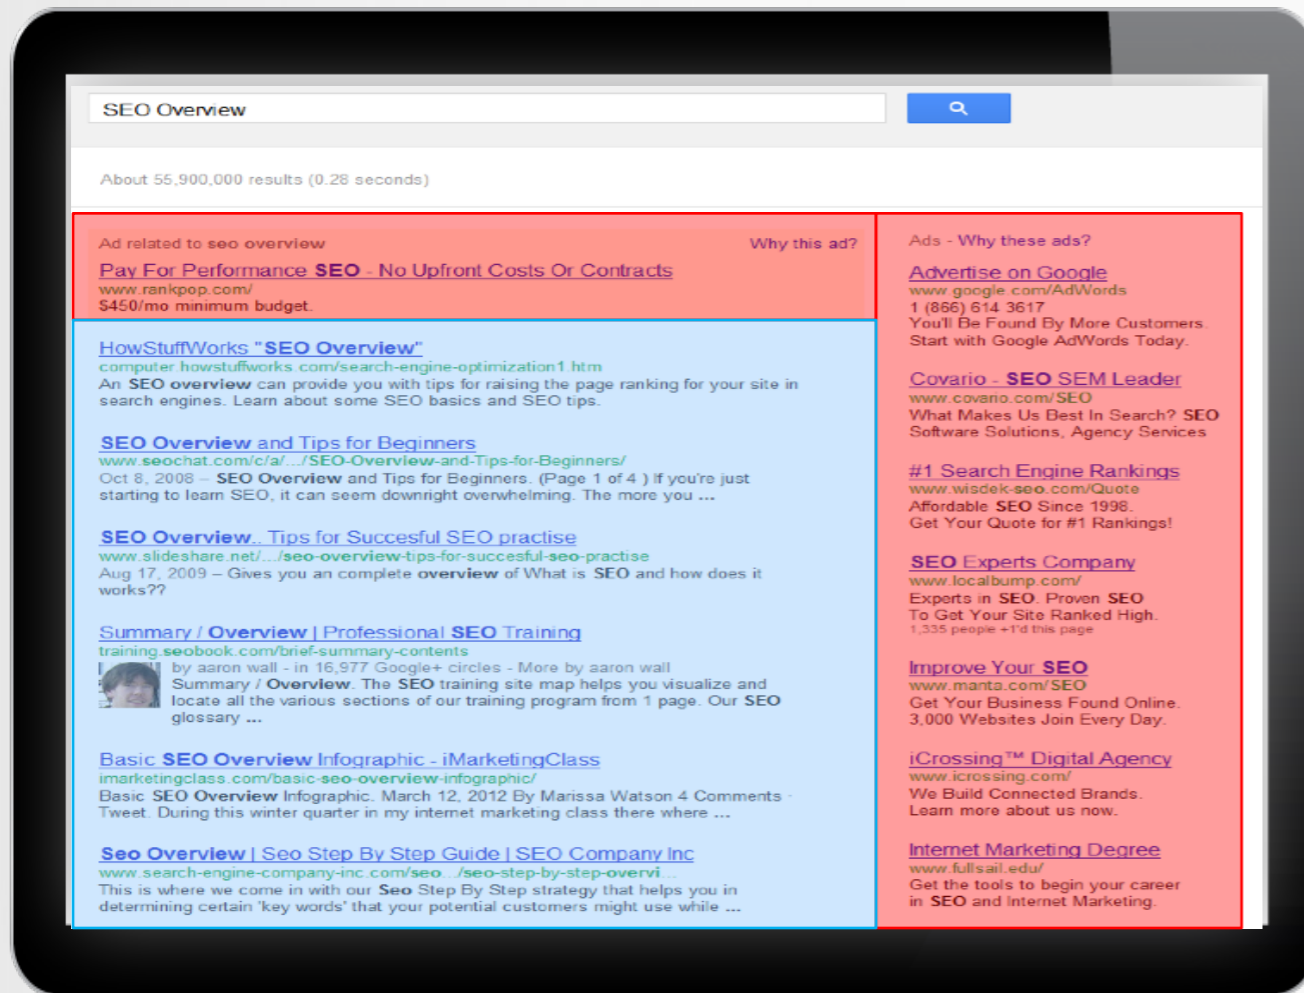 SEO Overview
About 55,900,000 results (0.28 seconds)
Ad related to seo overview
Why this ad?
Pay For Performance SEO - No Upfront Costs Or Contracts
www.rankpop.com/
$450/mo minimum budget.
HowStuffWorks "SEO Overview"
computer.howstuffworks.com/search-engine-optimization1.htm
An SEO overview can provide you with tips for raising the page ranking for your site in
search engines. Learn about some SEO basics and SEO tips.
SEO Overview and Tips for Beginners
www.seochat.com/c/a/.../SEO-Overview-and-Tips-for-Beginners/
Oct 8, 2008 – SEO Overview and Tips for Beginners. (Page 1 of 4 ) If you're just
starting to learn SEO, it can seem downright overwhelming. The more you ...
SEO Overview.. Tips for Succesful SEO practise
www.slideshare.net/.../seo-overview-tips-for-succesful-seo-practise
Aug 17, 2009 – Gives you an complete overview of What is SEO and how does it
works??
Summary / Overview | Professional SEO Training
training.seobook.com/brief-summary-contents
by aaron wall - in 16,977 Google+ circles - More by aaron wall
Summary / Overview. The SEO training site map helps you visualize and
locate all the various sections of our training program from 1 page. Our SEO
glossary ...
Basic SEO Overview Infographic - iMarketingClass
imarketingclass.com/basic-seo-overview-infographic/
Basic SEO Overview Infographic. March 12, 2012 By Marissa Watson 4 Comments ·
Tweet. During this winter quarter in my internet marketing class there where ...
Seo Overview | Seo Step By Step Guide | SEO Company Inc
www.search-engine-company-inc.com/seo.../seo-step-by-step-overvi...
This is where we come in with our Seo Step By Step strategy that helps you in
determining certain 'key words' that your potential customers might use while ...
Ads - Why these ads?
Advertise on Google
www.google.com/AdWords
1 (866) 614 3617
You'll Be Found By More Customers.
Start with Google AdWords Today.
Covario - SEO SEM Leader
www.covario.com/SEO
What Makes Us Best In Search? SEO
Software Solutions, Agency Services
#1 Search Engine Rankings
www.wisdek-seo.com/Quote
Affordable SEO Since 1998.
Get Your Quote for #1 Rankings!
SEO Experts Company
www.localbump.com/
Experts in SEO. Proven SEO
To Get Your Site Ranked High.
1,335 people +1'd this page
Improve Your SEO
www.manta.com/SEO
Get Your Business Found Online.
3,000 Websites Join Every Day.
iCrossing™ Digital Agency
www.icrossing.com/
We Build Connected Brands.
Learn more about us now.
Internet Marketing Degree
www.fullsail.edu/
Get the tools to begin your career
in SEO and Internet Marketing.